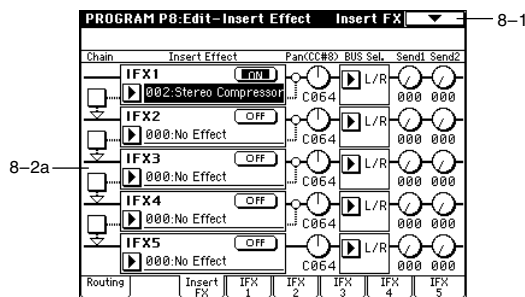 PROGRAM P8:Edit-Insert Effect Insert FX 8-1
Chain Insert Effect Pan(CC#8) BUS Sel. Send1 Send2
IFX1 ON
002:Stereo Compressor C064 L/R 000 000
IFX2 OFF
000:No Effect C064 L/R 000 000
8-2a
IFX3 OFF
000:No Effect C064 L/R 000 000
IFX4 OFF
000:No Effect C064 L/R 000 000
IFX5 OFF
000:No Effect C064 L/R 000 000
Routing Insert FX IFX 1 IFX 2 IFX 3 IFX 4 IFX 5